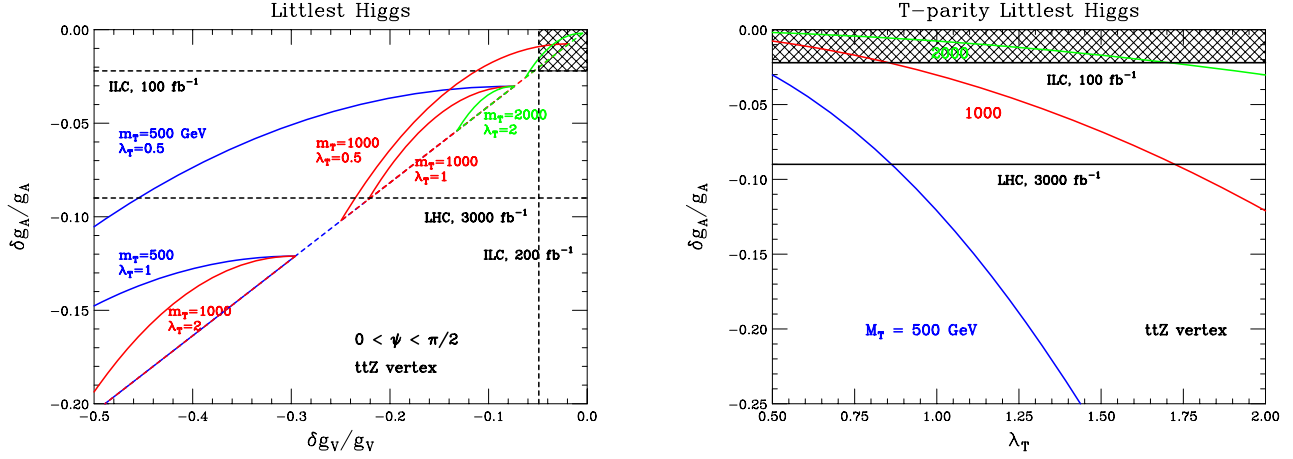 Littlest Higgs
0.00
−0.05
−0.10
−0.15
−0.20
δg_A/g_A
ILC, 100 fb⁻¹
m_T=500 GeV
λ_T=0.5
m_T=1000
λ_T=0.5
m_T=2000
λ_T=2
m_T=1000
λ_T=1
LHC, 3000 fb⁻¹
ILC, 200 fb⁻¹
m_T=500
λ_T=1
m_T=1000
λ_T=2
0 < ψ < π/2
ttZ vertex
−0.5
−0.4
−0.3
−0.2
−0.1
0.0
δg_V/g_V
T−parity Littlest Higgs
0.00
−0.05
−0.10
−0.15
−0.20
−0.25
δg_A/g_A
2000
ILC, 100 fb⁻¹
1000
LHC, 3000 fb⁻¹
M_T = 500 GeV
ttZ vertex
0.50
0.75
1.00
1.25
1.50
1.75
2.00
λ_T